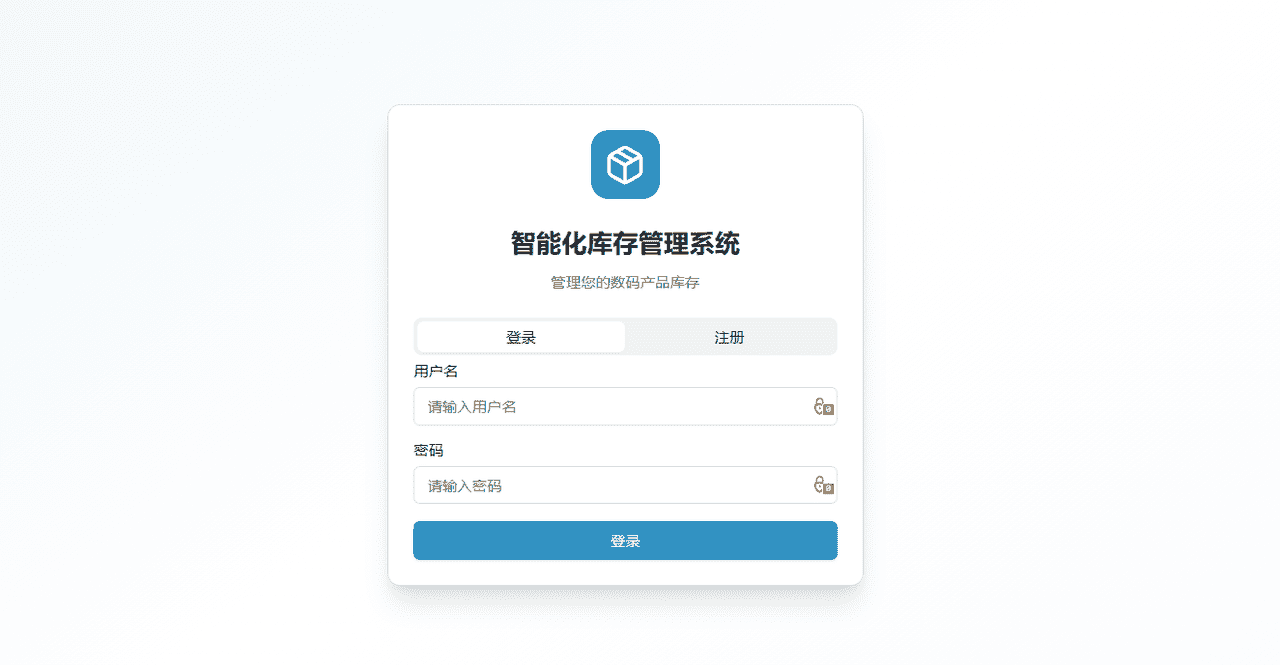 智能化库存管理系统
管理您的数码产品库存
登录 注册
用户名
请输入用户名
密码
请输入密码
登录